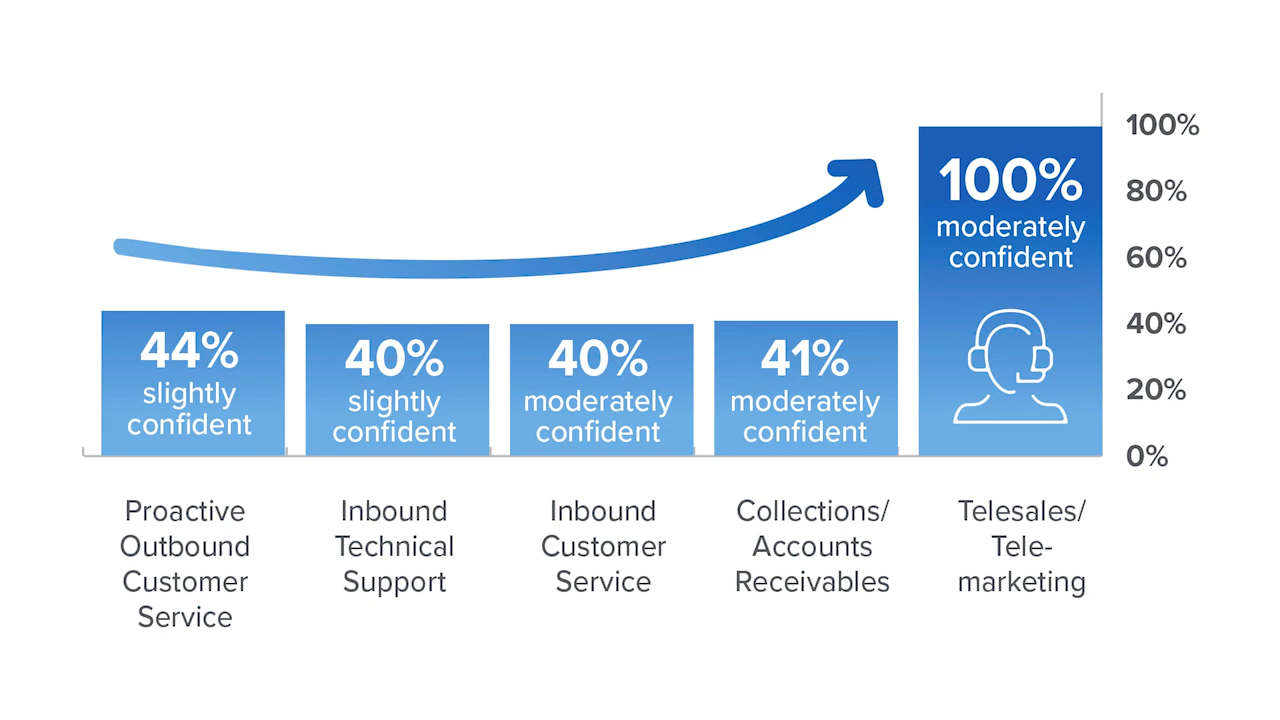 44%
slightly
confident
40%
slightly
confident
40%
moderately
confident
41%
moderately
confident
100%
moderately
confident
100%
80%
60%
40%
20%
0%
Proactive
Outbound
Customer
Service
Inbound
Technical
Support
Inbound
Customer
Service
Collections/
Accounts
Receivables
Telesales/
Tele-
marketing